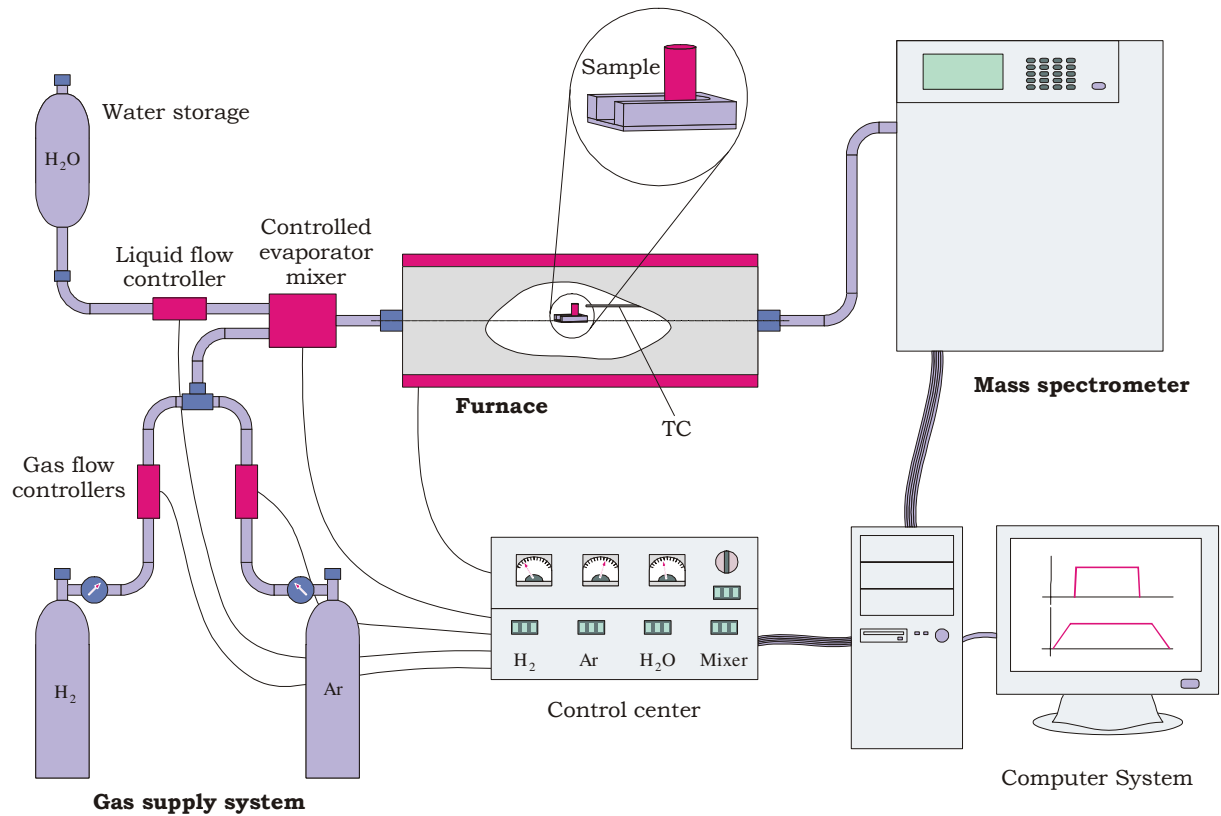 Sample
Water storage
H₂O
Controlled
evaporator
mixer
Liquid flow
controller
Mass spectrometer
Furnace
TC
Gas flow
controllers
H₂
Ar
H₂O
Mixer
H₂
Ar
Control center
Computer System
Gas supply system